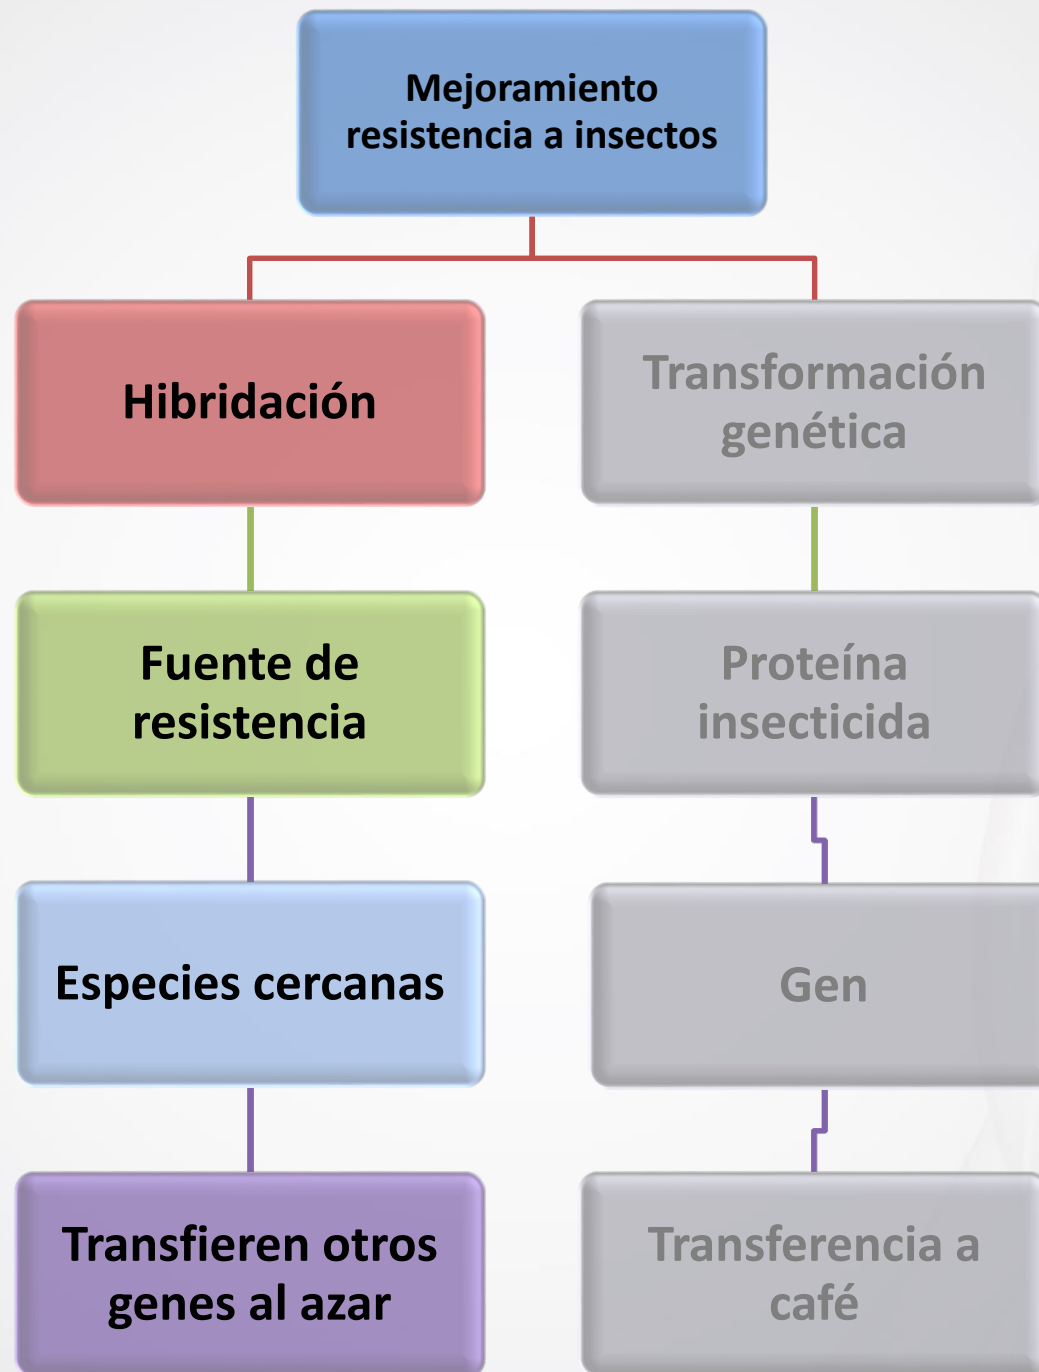 Mejoramiento
resistencia a insectos
Hibridación
Transformación
genética
Fuente de
resistencia
Proteína
insecticida
Especies cercanas
Gen
Transfieren otros
genes al azar
Transferencia a
café